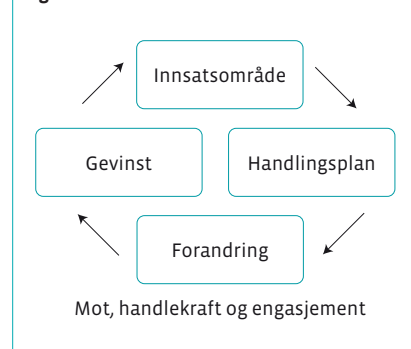 Innsatsområde
Gevinst
Handlingsplan
Forandring
Mot, handlekraft og engasjement